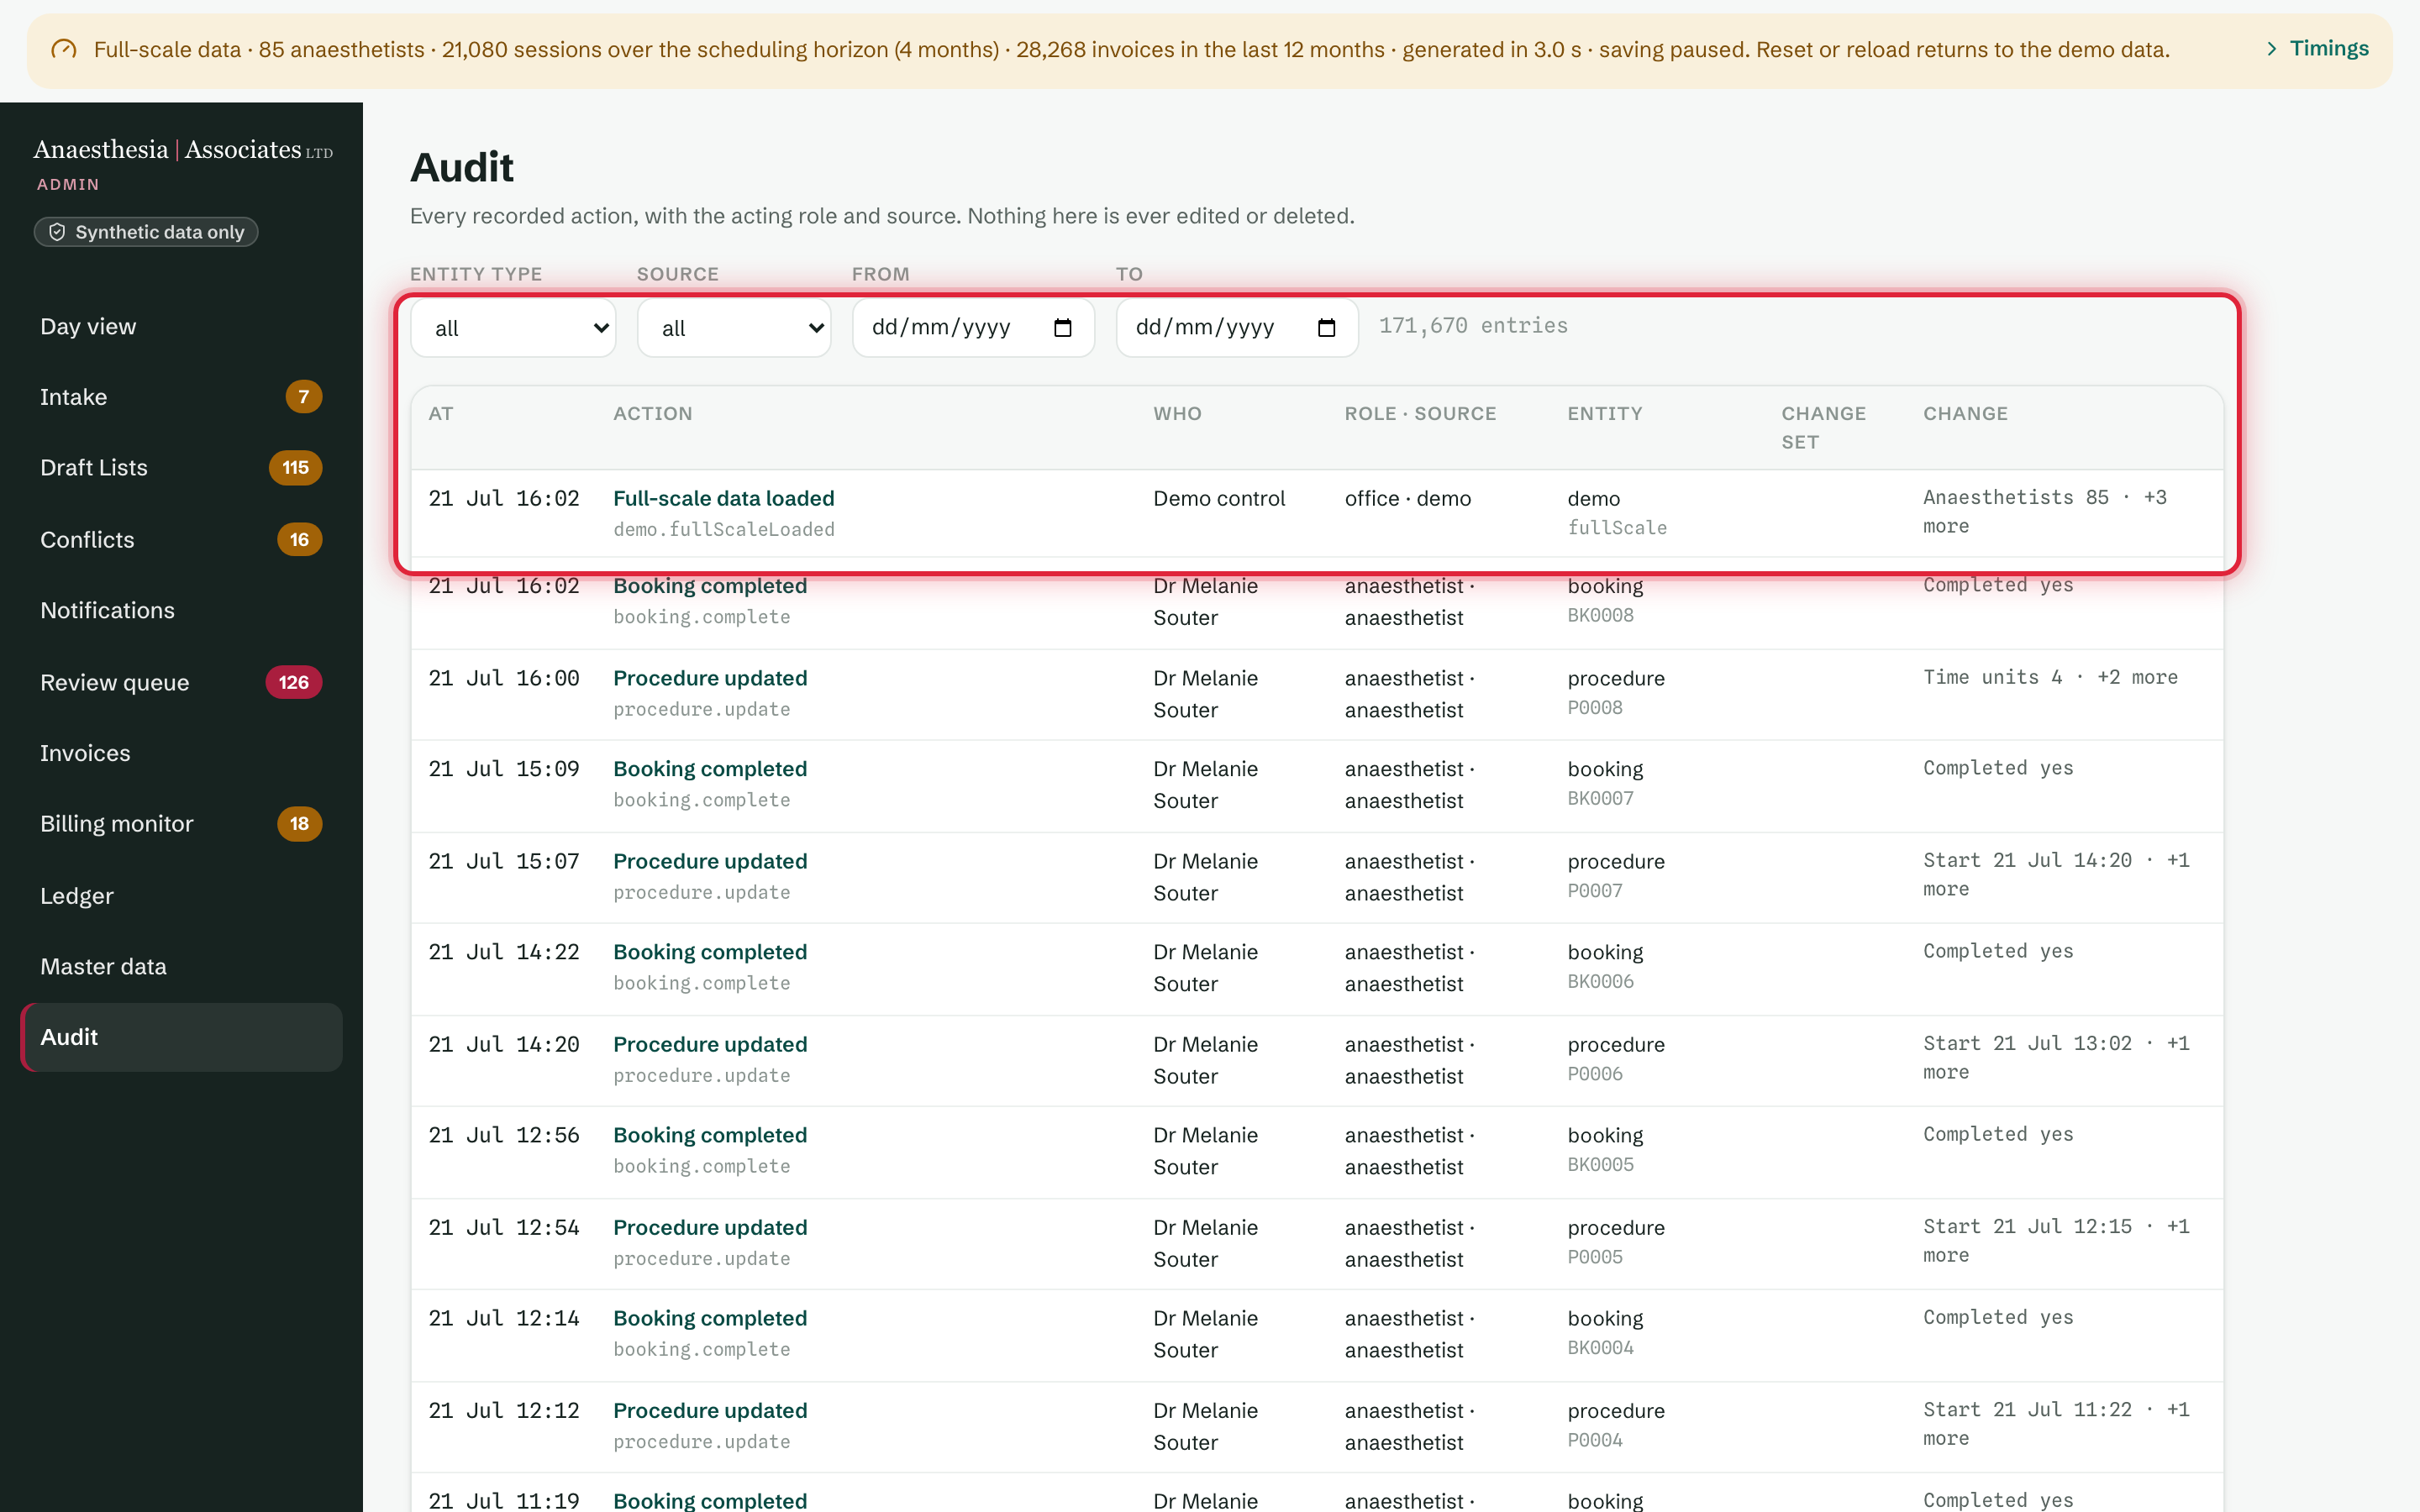 Full-scale data · 85 anaesthetists · 21,080 sessions over the scheduling horizon (4 months) · 28,268 invoices in the last 12 months · generated in 3.0 s · saving paused. Reset or reload returns to the demo data.
Timings
Anaesthesia | Associates LTD
ADMIN
Synthetic data only
Day view
Intake 7
Draft Lists 115
Conflicts 16
Notifications
Review queue 126
Invoices
Billing monitor 18
Ledger
Master data
Audit
Audit
Every recorded action, with the acting role and source. Nothing here is ever edited or deleted.
ENTITY TYPE SOURCE FROM TO
all all dd/mm/yyyy dd/mm/yyyy 171,670 entries
AT ACTION WHO ROLE · SOURCE ENTITY CHANGE CHANGE
SET
21 Jul 16:02 Full-scale data loaded Demo control office · demo demo Anaesthetists 85 · +3
demo.fullScaleLoaded fullScale more
21 Jul 16:02 Booking completed Dr Melanie anaesthetist · booking Completed yes
booking.complete Souter anaesthetist BK0008
21 Jul 16:00 Procedure updated Dr Melanie anaesthetist · procedure Time units 4 · +2 more
procedure.update Souter anaesthetist P0008
21 Jul 15:09 Booking completed Dr Melanie anaesthetist · booking Completed yes
booking.complete Souter anaesthetist BK0007
21 Jul 15:07 Procedure updated Dr Melanie anaesthetist · procedure Start 21 Jul 14:20 · +1
procedure.update Souter anaesthetist P0007 more
21 Jul 14:22 Booking completed Dr Melanie anaesthetist · booking Completed yes
booking.complete Souter anaesthetist BK0006
21 Jul 14:20 Procedure updated Dr Melanie anaesthetist · procedure Start 21 Jul 13:02 · +1
procedure.update Souter anaesthetist P0006 more
21 Jul 12:56 Booking completed Dr Melanie anaesthetist · booking Completed yes
booking.complete Souter anaesthetist BK0005
21 Jul 12:54 Procedure updated Dr Melanie anaesthetist · procedure Start 21 Jul 12:15 · +1
procedure.update Souter anaesthetist P0005 more
21 Jul 12:14 Booking completed Dr Melanie anaesthetist · booking Completed yes
booking.complete Souter anaesthetist BK0004
21 Jul 12:12 Procedure updated Dr Melanie anaesthetist · procedure Start 21 Jul 11:22 · +1
procedure.update Souter anaesthetist P0004 more
21 Jul 11:19 Booking completed Dr Melanie anaesthetist · booking Completed yes